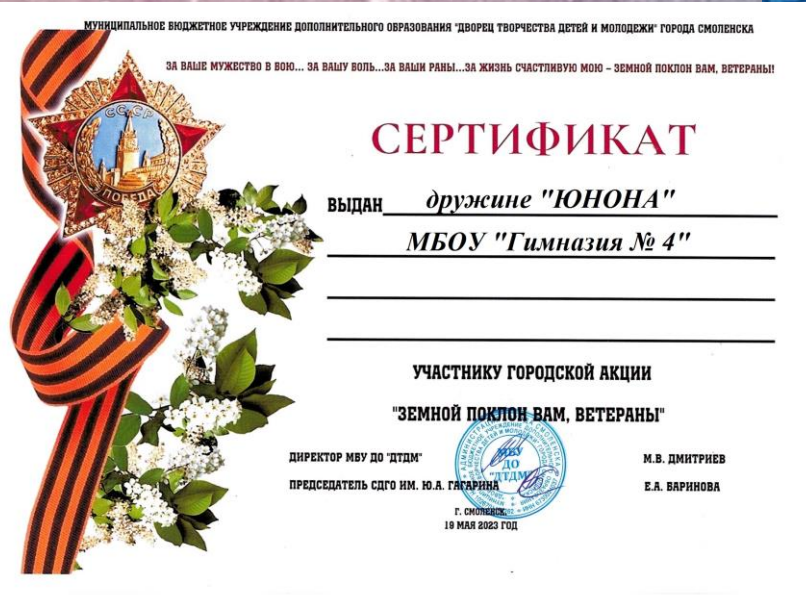 МУНИЦИПАЛЬНОЕ БЮДЖЕТНОЕ УЧРЕЖДЕНИЕ ДОПОЛНИТЕЛЬНОГО ОБРАЗОВАНИЯ "ДВОРЕЦ ТВОРЧЕСТВА ДЕТЕЙ И МОЛОДЕЖИ" ГОРОДА СМОЛЕНСКА
ЗА ВАШЕ МУЖЕСТВО В БОЮ... ЗА ВАШУ БОЛЬ...ЗА ВАШИ РАНЫ...ЗА ЖИЗНЬ СЧАСТЛИВУЮ МОЮ – ЗЕМНОЙ ПОКЛОН ВАМ, ВЕТЕРАНЫ!
СССР
ПОБЕДА
СЕРТИФИКАТ
ВЫДАН дружине "ЮНОНА"
МБОУ "Гимназия № 4"
УЧАСТНИКУ ГОРОДСКОЙ АКЦИИ
"ЗЕМНОЙ ПОКЛОН ВАМ, ВЕТЕРАНЫ"
ДИРЕКТОР МБУ ДО "ДТДМ" М.В. ДМИТРИЕВ
ПРЕДСЕДАТЕЛЬ СДГО ИМ. Ю.А. ГАГАРИНА Е.А. БАРИНОВА
МБУ
ДО
"ДТДМ"
Г. СМОЛЕНСК,
19 МАЯ 2023 ГОД